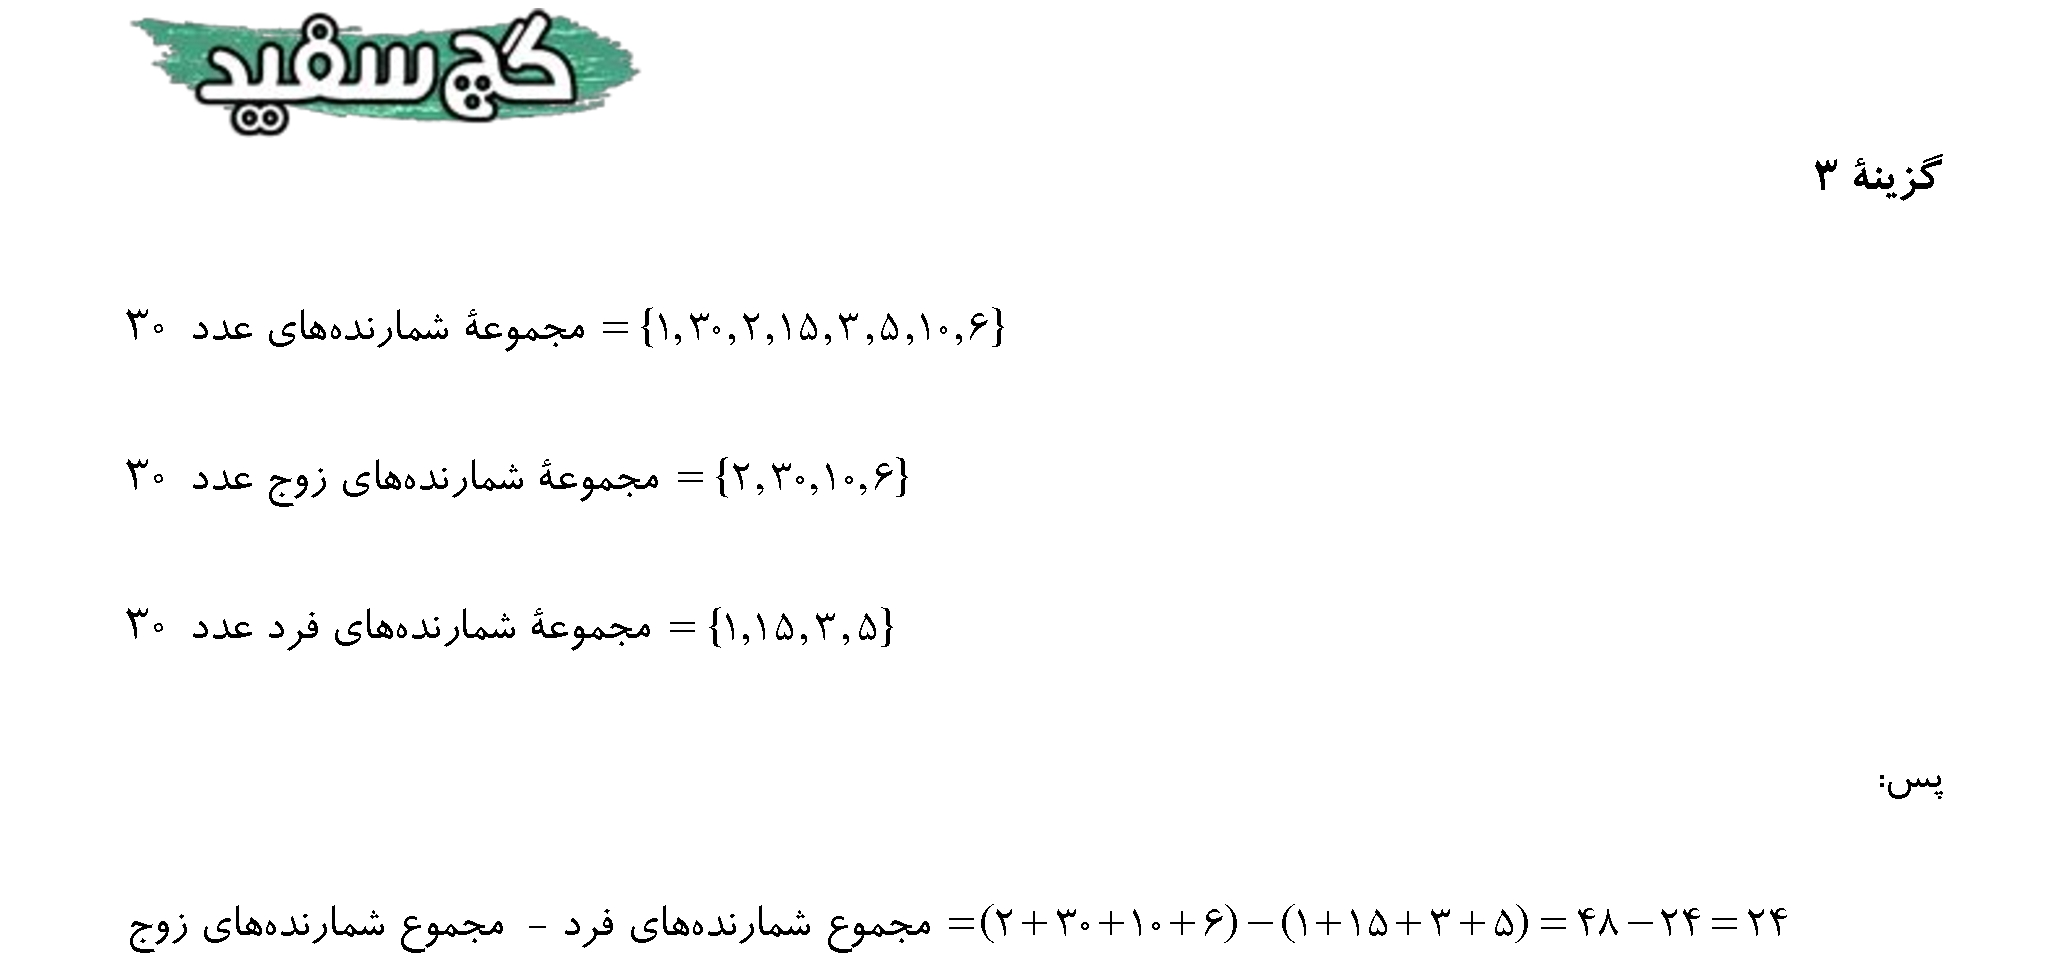 گچ سفید
گزینهٔ ۳
مجموعهٔ شمارنده‌های عدد ۳۰ = {۱,۳۰,۲,۱۵,۳,۵,۱۰,۶}
مجموعهٔ شمارنده‌های زوج عدد ۳۰ = {۲,۳۰,۱۰,۶}
مجموعهٔ شمارنده‌های فرد عدد ۳۰ = {۱,۱۵,۳,۵}
پس:
مجموع شمارنده‌های فرد – مجموع شمارنده‌های زوج =(۲+۳۰+۱۰+۶)−(۱+۱۵+۳+۵)=۴۸−۲۴=۲۴